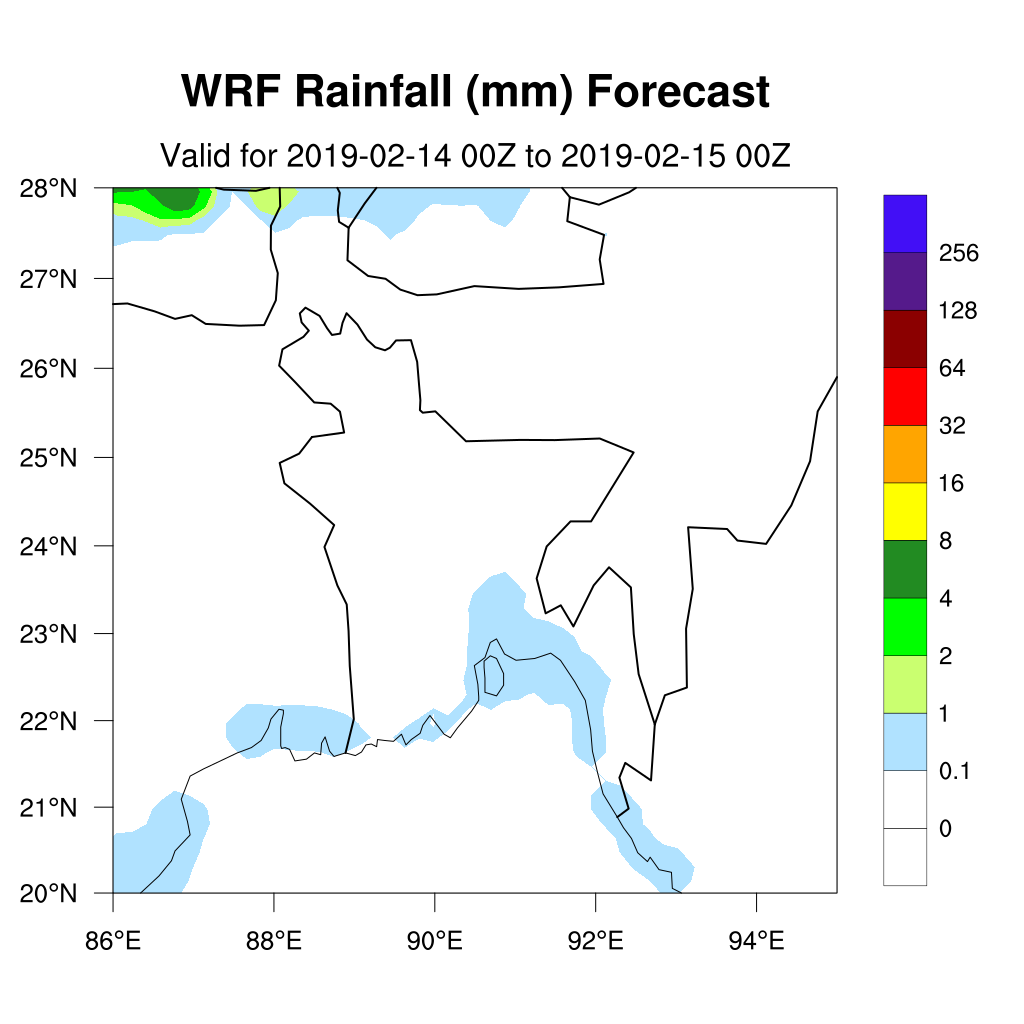 WRF Rainfall (mm) Forecast
Valid for 2019-02-14 00Z to 2019-02-15 00Z
28°N
27°N
26°N
25°N
24°N
23°N
22°N
21°N
20°N
86°E 88°E 90°E 92°E 94°E
256
128
64
32
16
8
4
2
1
0.1
0